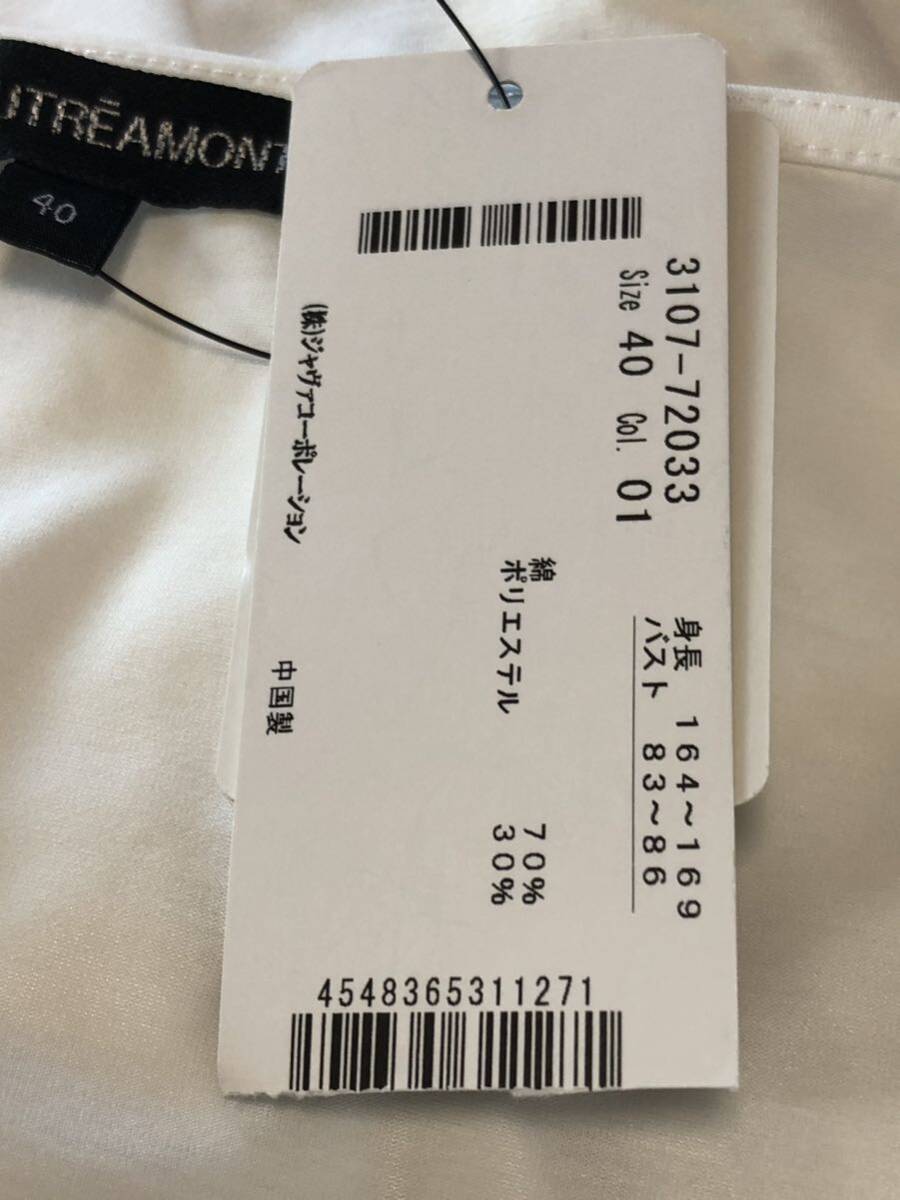 UTRĒAMONT
40
3107-72033
Size 40 Col. 01
身長 164~169
バスト 83~86
綿 70%
ポリエステル 30%
(株)ジャヴァコーポレーション
中国製
4548365311271